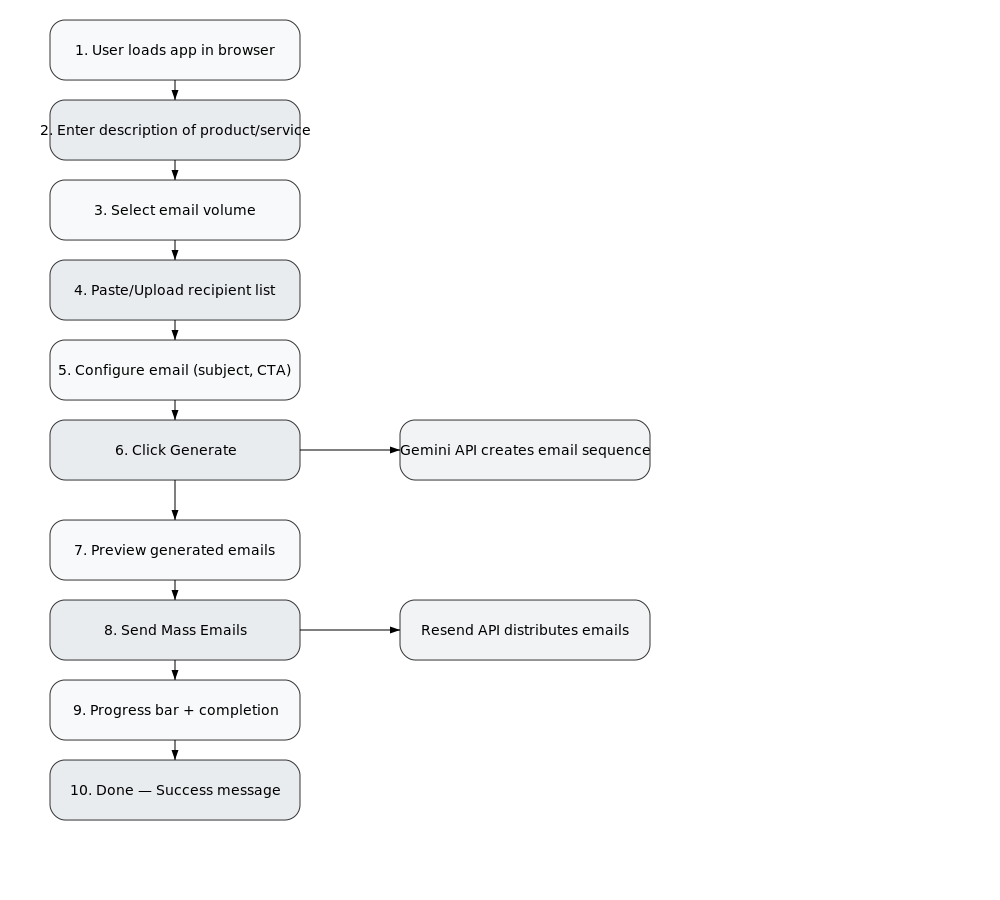 1. User loads app in browser
2. Enter description of product/service
3. Select email volume
4. Paste/Upload recipient list
5. Configure email (subject, CTA)
6. Click Generate
Gemini API creates email sequence
7. Preview generated emails
8. Send Mass Emails
Resend API distributes emails
9. Progress bar + completion
10. Done — Success message